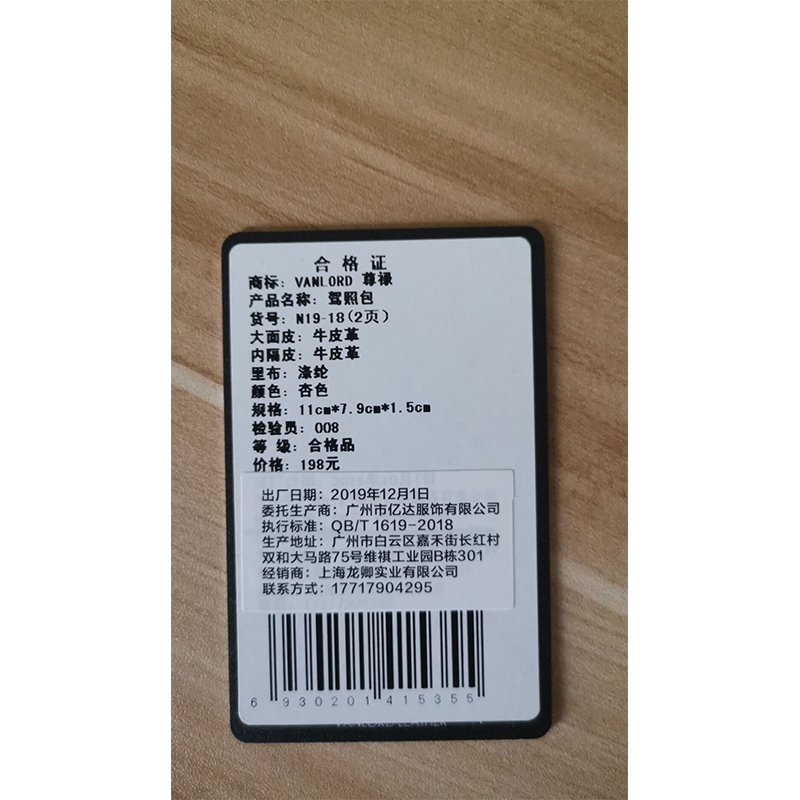 合格证
商标：VANLORD 尊禄
产品名称：驾照包
货号：N19-18(2页)
大面皮：牛皮革
内隔皮：牛皮革
里布：涤纶
颜色：杏色
规格：11cm*7.9cm*1.5cm
检验员：008
等 级：合格品
价格：198元
出厂日期：2019年12月1日
委托生产商：广州市亿达服饰有限公司
执行标准：QB/T 1619-2018
生产地址：广州市白云区嘉禾街长红村
双和大马路75号维祺工业园B栋301
经销商：上海龙卿实业有限公司
联系方式：17717904295
6 930201 415355
VANLORD LEATHER